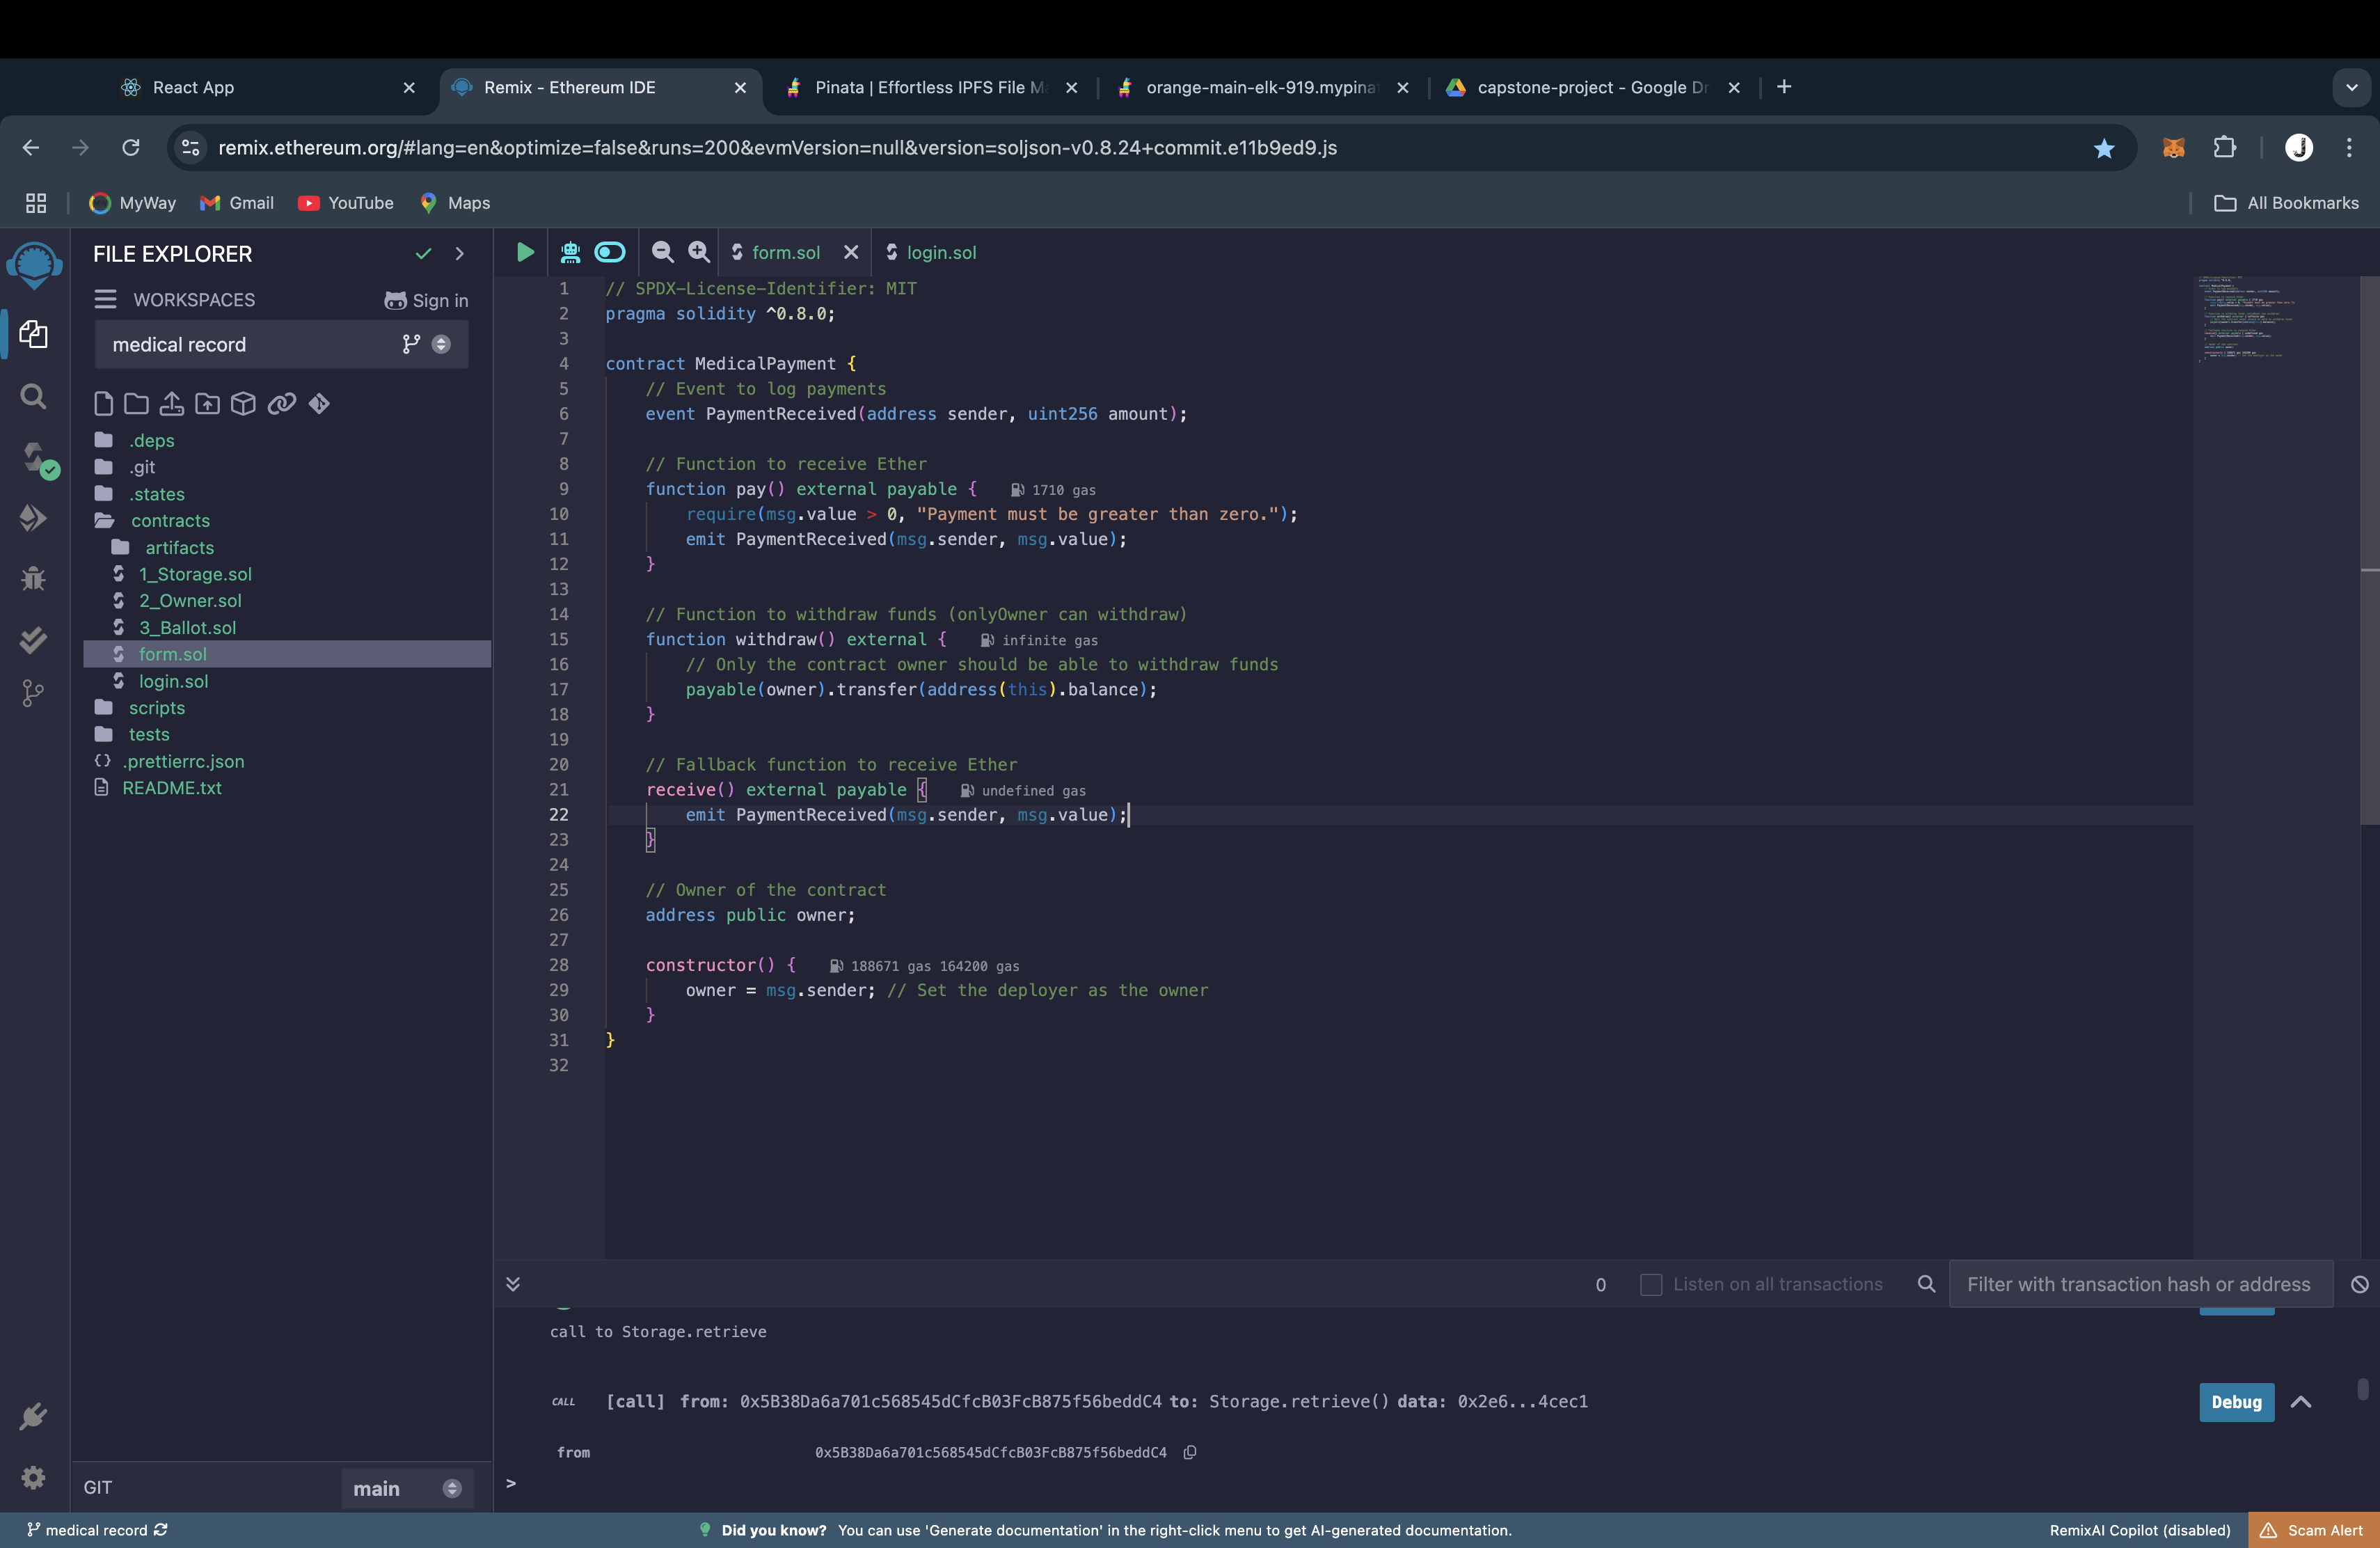 React App
Remix - Ethereum IDE
Pinata | Effortless IPFS File M
orange-main-elk-919.mypina
capstone-project - Google Dr
remix.ethereum.org/#lang=en&optimize=false&runs=200&evmVersion=null&version=soljson-v0.8.24+commit.e11b9ed9.js
J
MyWay
Gmail
YouTube
Maps
All Bookmarks
FILE EXPLORER
WORKSPACES
Sign in
medical record
.deps
.git
.states
contracts
artifacts
1_Storage.sol
2_Owner.sol
3_Ballot.sol
form.sol
login.sol
scripts
tests
.prettierrc.json
README.txt
GIT
main
form.sol
login.sol
1 // SPDX-License-Identifier: MIT
2 pragma solidity ^0.8.0;
3
4 contract MedicalPayment {
5 // Event to log payments
6 event PaymentReceived(address sender, uint256 amount);
7
8 // Function to receive Ether
9 function pay() external payable { 1710 gas
10 require(msg.value > 0, "Payment must be greater than zero.");
11 emit PaymentReceived(msg.sender, msg.value);
12 }
13
14 // Function to withdraw funds (onlyOwner can withdraw)
15 function withdraw() external { infinite gas
16 // Only the contract owner should be able to withdraw funds
17 payable(owner).transfer(address(this).balance);
18 }
19
20 // Fallback function to receive Ether
21 receive() external payable { undefined gas
22 emit PaymentReceived(msg.sender, msg.value);
23 }
24
25 // Owner of the contract
26 address public owner;
27
28 constructor() { 188671 gas 164200 gas
29 owner = msg.sender; // Set the deployer as the owner
30 }
31 }
32
0
Listen on all transactions
Filter with transaction hash or address
call to Storage.retrieve
CALL [call] from: 0x5B38Da6a701c568545dCfcB03FcB875f56beddC4 to: Storage.retrieve() data: 0x2e6...4cec1
Debug
from 0x5B38Da6a701c568545dCfcB03FcB875f56beddC4
>
medical record
Did you know? You can use 'Generate documentation' in the right-click menu to get AI-generated documentation.
RemixAI Copilot (disabled)
Scam Alert